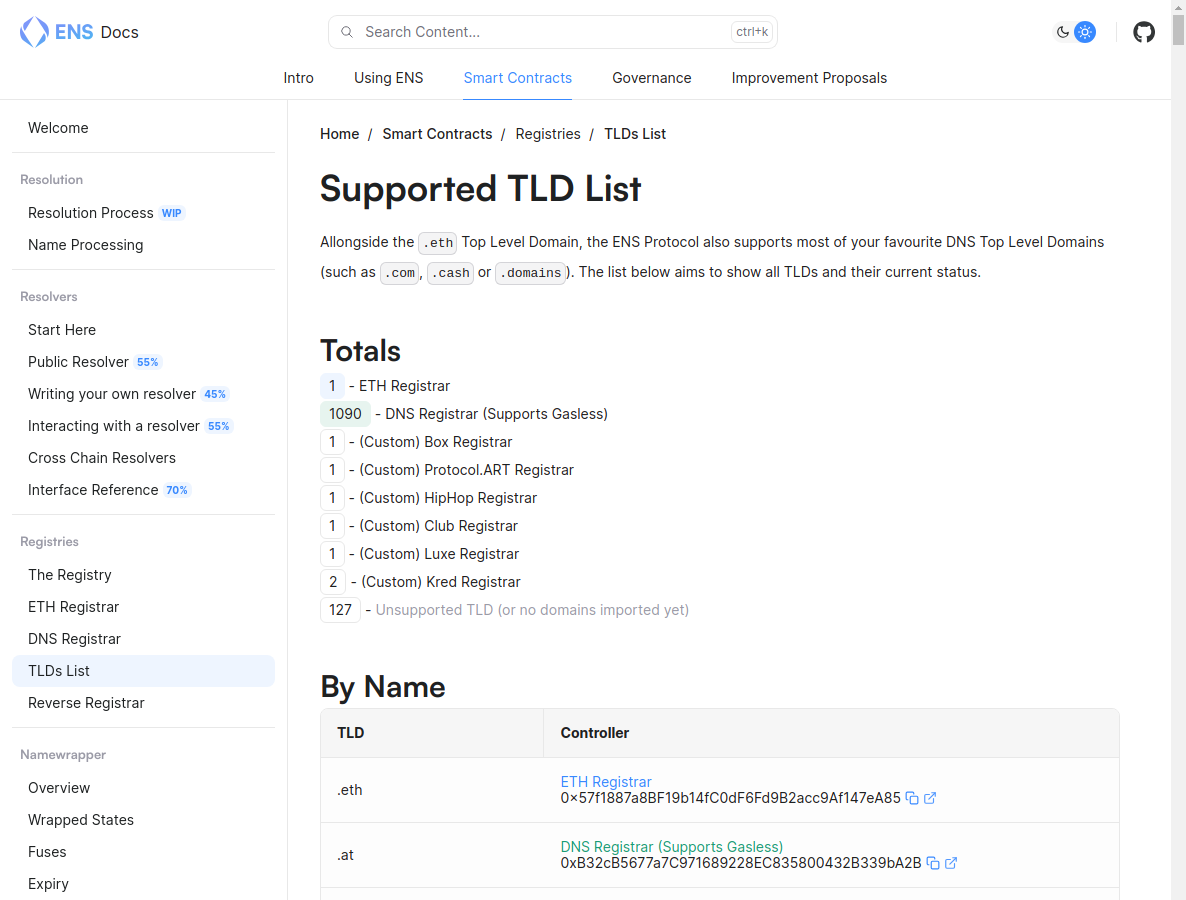 ENS Docs
Search Content...
ctrl+k
Intro
Using ENS
Smart Contracts
Governance
Improvement Proposals
Welcome
Resolution
Resolution Process WIP
Name Processing
Resolvers
Start Here
Public Resolver 55%
Writing your own resolver 45%
Interacting with a resolver 55%
Cross Chain Resolvers
Interface Reference 70%
Registries
The Registry
ETH Registrar
DNS Registrar
TLDs List
Reverse Registrar
Namewrapper
Overview
Wrapped States
Fuses
Expiry
Home / Smart Contracts / Registries / TLDs List
Supported TLD List
Allongside the .eth Top Level Domain, the ENS Protocol also supports most of your favourite DNS Top Level Domains
(such as .com, .cash or .domains). The list below aims to show all TLDs and their current status.
Totals
1 - ETH Registrar
1090 - DNS Registrar (Supports Gasless)
1 - (Custom) Box Registrar
1 - (Custom) Protocol.ART Registrar
1 - (Custom) HipHop Registrar
1 - (Custom) Club Registrar
1 - (Custom) Luxe Registrar
2 - (Custom) Kred Registrar
127 - Unsupported TLD (or no domains imported yet)
By Name
TLD Controller
.eth
ETH Registrar
0x57f1887a8BF19b14fC0dF6Fd9B2acc9Af147eA85
.at
DNS Registrar (Supports Gasless)
0xB32cB5677a7C971689228EC835800432B339bA2B